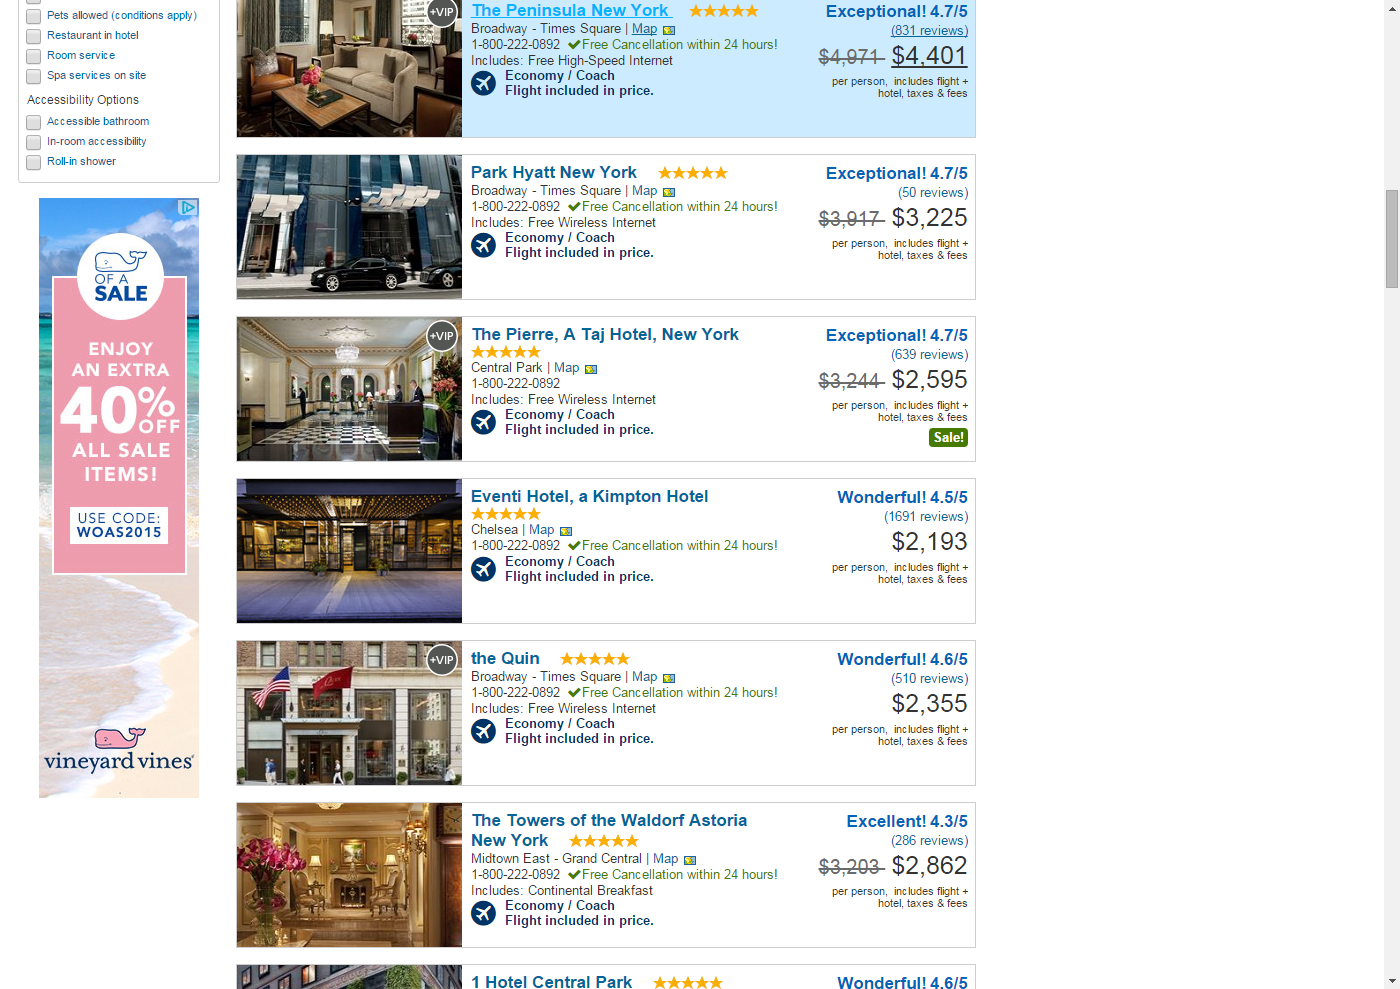 Pets allowed (conditions apply)
Restaurant in hotel
Room service
Spa services on site
Accessibility Options
Accessible bathroom
In-room accessibility
Roll-in shower
OF A
SALE
ENJOY
AN EXTRA
40% OFF
ALL SALE
ITEMS!
USE CODE:
WOAS2015
vineyard vines
+VIP
The Peninsula New York
Broadway - Times Square | Map
1-800-222-0892 Free Cancellation within 24 hours!
Includes: Free High-Speed Internet
Economy / Coach
Flight included in price.
Exceptional! 4.7/5
(831 reviews)
$4,971 $4,401
per person, includes flight +
hotel, taxes & fees
Park Hyatt New York
Broadway - Times Square | Map
1-800-222-0892 Free Cancellation within 24 hours!
Includes: Free Wireless Internet
Economy / Coach
Flight included in price.
Exceptional! 4.7/5
(50 reviews)
$3,917 $3,225
per person, includes flight +
hotel, taxes & fees
+VIP
The Pierre, A Taj Hotel, New York
Central Park | Map
1-800-222-0892
Includes: Free Wireless Internet
Economy / Coach
Flight included in price.
Exceptional! 4.7/5
(639 reviews)
$3,244 $2,595
per person, includes flight +
hotel, taxes & fees
Sale!
Eventi Hotel, a Kimpton Hotel
Chelsea | Map
1-800-222-0892 Free Cancellation within 24 hours!
Economy / Coach
Flight included in price.
Wonderful! 4.5/5
(1691 reviews)
$2,193
per person, includes flight +
hotel, taxes & fees
+VIP
the Quin
Broadway - Times Square | Map
1-800-222-0892 Free Cancellation within 24 hours!
Includes: Free Wireless Internet
Economy / Coach
Flight included in price.
Wonderful! 4.6/5
(510 reviews)
$2,355
per person, includes flight +
hotel, taxes & fees
The Towers of the Waldorf Astoria
New York
Midtown East - Grand Central | Map
1-800-222-0892 Free Cancellation within 24 hours!
Includes: Continental Breakfast
Economy / Coach
Flight included in price.
Excellent! 4.3/5
(286 reviews)
$3,203 $2,862
per person, includes flight +
hotel, taxes & fees
1 Hotel Central Park
Wonderful! 4.6/5